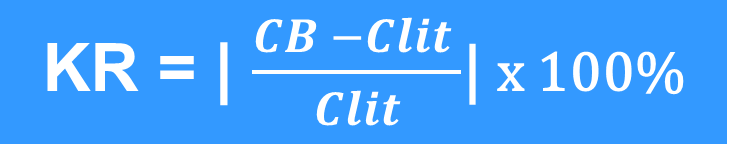 KR = | CB –Clit | x 100%
Clit